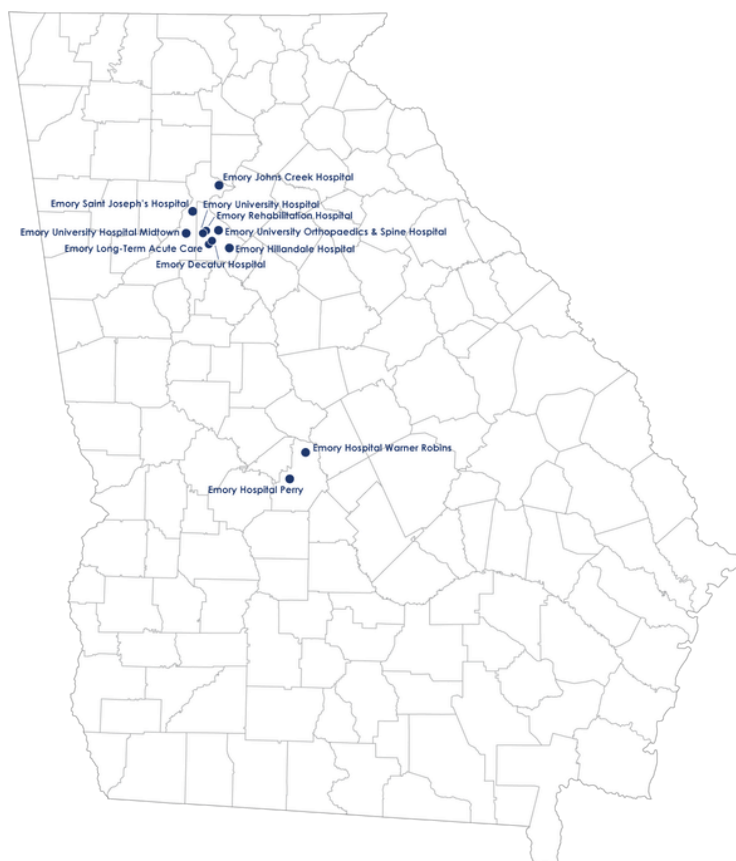 Emory Johns Creek Hospital
Emory Saint Joseph's Hospital
Emory University Hospital
Emory Rehabilitation Hospital
Emory University Hospital Midtown
Emory University Orthopaedics & Spine Hospital
Emory Long-Term Acute Care
Emory Hillandale Hospital
Emory Decatur Hospital
Emory Hospital Warner Robins
Emory Hospital Perry